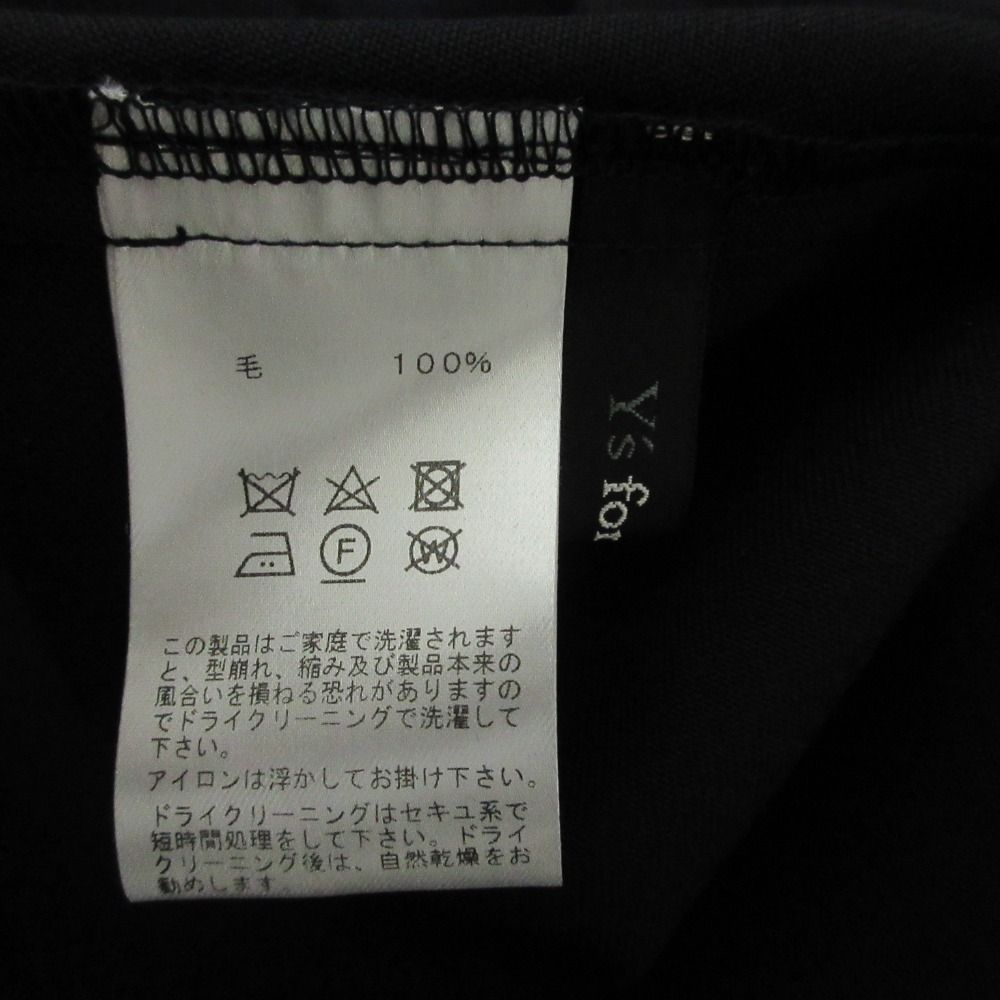 毛 100%
F
W
この製品はご家庭で洗濯されます
と、型崩れ、縮み及び製品本来の
風合いを損ねる恐れがありますの
でドライクリーニングで洗濯して
下さい。
アイロンは浮かしてお掛け下さい。
ドライクリーニングはセキユ系で
短時間処理をして下さい。ドライ
クリーニング後は、自然乾燥をお
勧めします。
Y's for